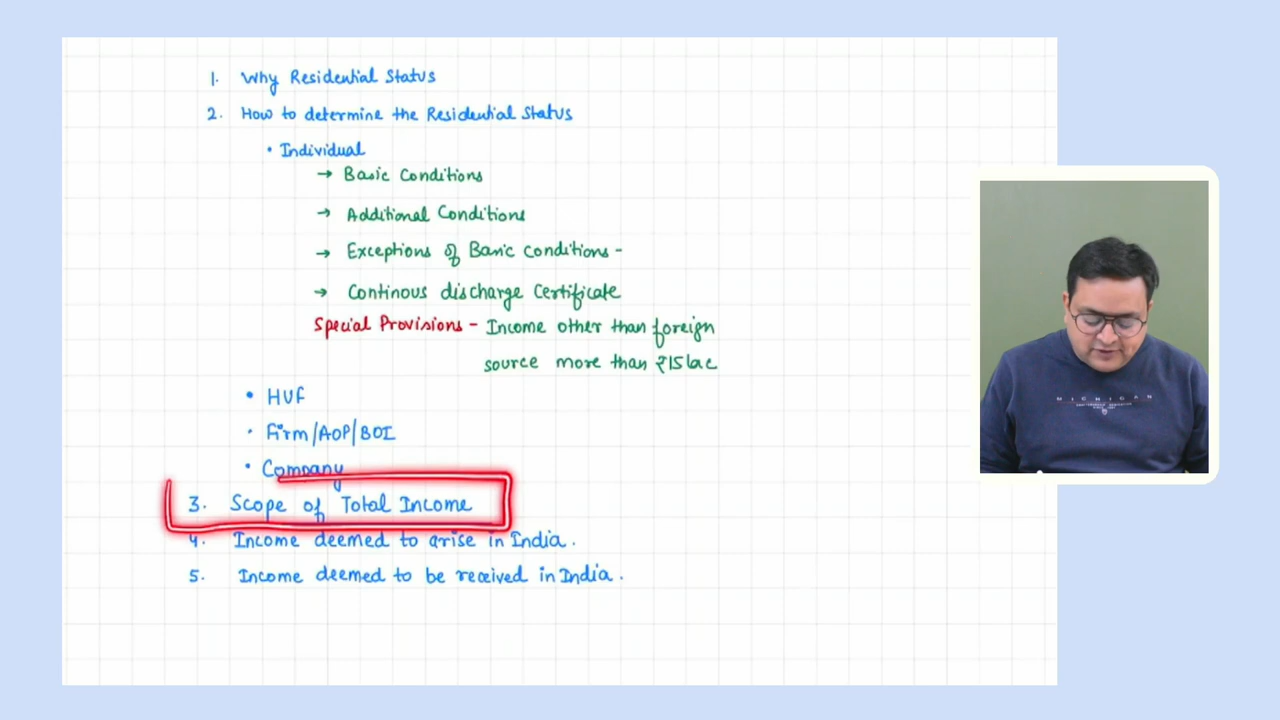 1. Why Residential Status
2. How to determine the Residential Status
• Individual
→ Basic Conditions
→ Additional Conditions
→ Exceptions of Basic Conditions -
→ Continous discharge Certificate
Special Provisions - Income other than foreign
source more than ₹15 lac
• HUF
• Firm/AOP/BOI
• Company
3. Scope of Total Income
4. Income deemed to arise in India.
5. Income deemed to be received in India.
MICHIGAN